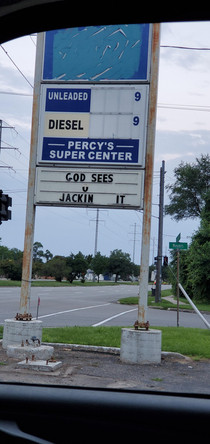 UNLEADED 9
DIESEL 9
PERCY'S
SUPER CENTER
GOD SEES
U
JACKIN IT